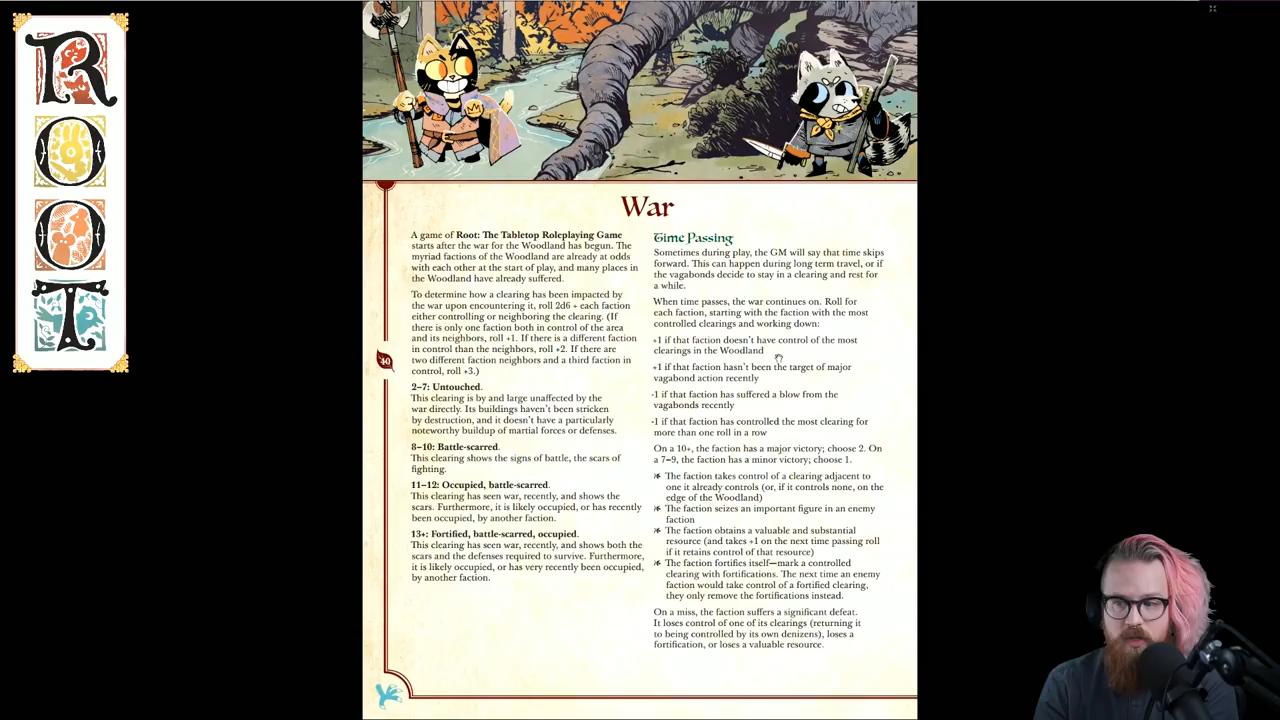 ROOT
War
A game of Root: The Tabletop Roleplaying Game
starts after the war for the Woodland has begun. The
myriad factions of the Woodland are already at odds
with each other at the start of play, and many places in
the Woodland have already suffered.
To determine how a clearing has been impacted by
the war upon encountering it, roll 2d6 + each faction
either controlling or neighboring the clearing. (If
there is only one faction both in control of the area
and its neighbors, roll +1. If there is a different faction
in control than the neighbors, roll +2. If there are
two different faction neighbors and a third faction in
control, roll +3.)
2–7: Untouched.
This clearing is by and large unaffected by the
war directly. Its buildings haven't been stricken
by destruction, and it doesn't have a particularly
noteworthy buildup of martial forces or defenses.
8–10: Battle-scarred.
This clearing shows the signs of battle, the scars of
fighting.
11–12: Occupied, battle-scarred.
This clearing has seen war, recently, and shows the
scars. Furthermore, it is likely occupied, or has recently
been occupied, by another faction.
13+: Fortified, battle-scarred, occupied.
This clearing has seen war, recently, and shows both the
scars and the defenses required to survive. Furthermore,
it is likely occupied, or has very recently been occupied,
by another faction.
40
Time Passing
Sometimes during play, the GM will say that time skips
forward. This can happen during long term travel, or if
the vagabonds decide to stay in a clearing and rest for
a while.
When time passes, the war continues on. Roll for
each faction, starting with the faction with the most
controlled clearings and working down:
+1 if that faction doesn't have control of the most
clearings in the Woodland
+1 if that faction hasn't been the target of major
vagabond action recently
-1 if that faction has suffered a blow from the
vagabonds recently
-1 if that faction has controlled the most clearing for
more than one roll in a row
On a 10+, the faction has a major victory; choose 2. On
a 7–9, the faction has a minor victory; choose 1.
The faction takes control of a clearing adjacent to
one it already controls (or, if it controls none, on the
edge of the Woodland)
The faction seizes an important figure in an enemy
faction
The faction obtains a valuable and substantial
resource (and takes +1 on the next time passing roll
if it retains control of that resource)
The faction fortifies itself—mark a controlled
clearing with fortifications. The next time an enemy
faction would take control of a fortified clearing,
they only remove the fortifications instead.
On a miss, the faction suffers a significant defeat.
It loses control of one of its clearings (returning it
to being controlled by its own denizens), loses a
fortification, or loses a valuable resource.